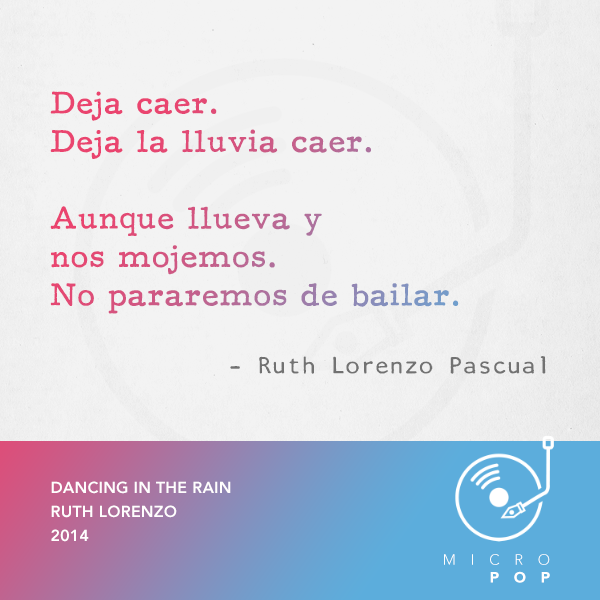 Deja caer.
Deja la lluvia caer.
Aunque llueva y
nos mojemos.
No pararemos de bailar.
- Ruth Lorenzo Pascual
DANCING IN THE RAIN
RUTH LORENZO
2014
MICRO
POP